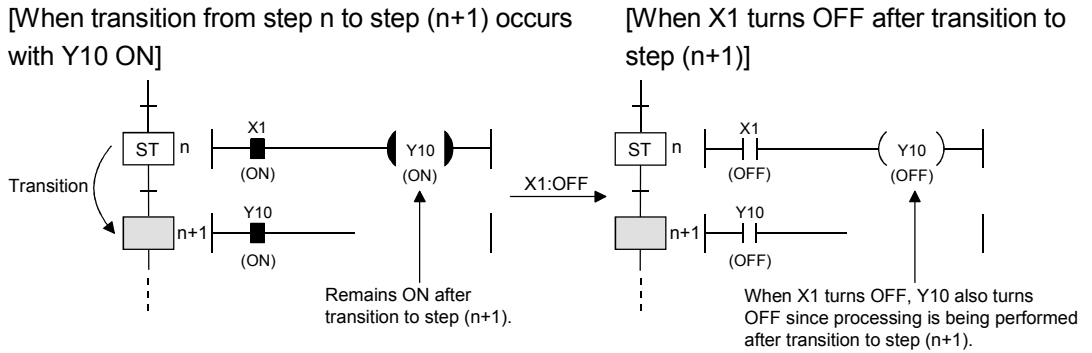 [When transition from step n to step (n+1) occurs
with Y10 ON]
X1
ST n
Y10
(ON)
(ON)
Transition
Y10
n+1
(ON)
Remains ON after
transition to step (n+1).
X1:OFF
[When X1 turns OFF after transition to
step (n+1)]
X1
ST n
Y10
(OFF)
(OFF)
Y10
n+1
(OFF)
When X1 turns OFF, Y10 also turns
OFF since processing is being performed
after transition to step (n+1).